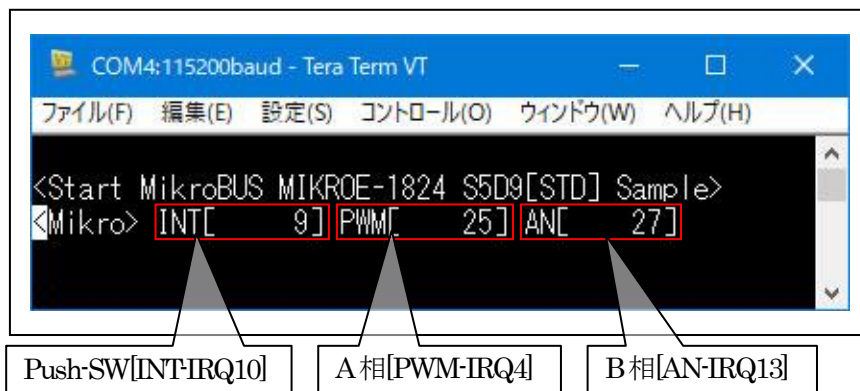 COM4:115200baud - Tera Term VT
ファイル(F) 編集(E) 設定(S) コントロール(O) ウィンドウ(W) ヘルプ(H)
<Start MikroBUS MIKROE-1824 S5D9[STD] Sample>
<Mikro> INT[ 9] PWM[ 25] AN[ 27]
Push-SW[INT-IRQ10] A相[PWM-IRQ4] B相[AN-IRQ13]